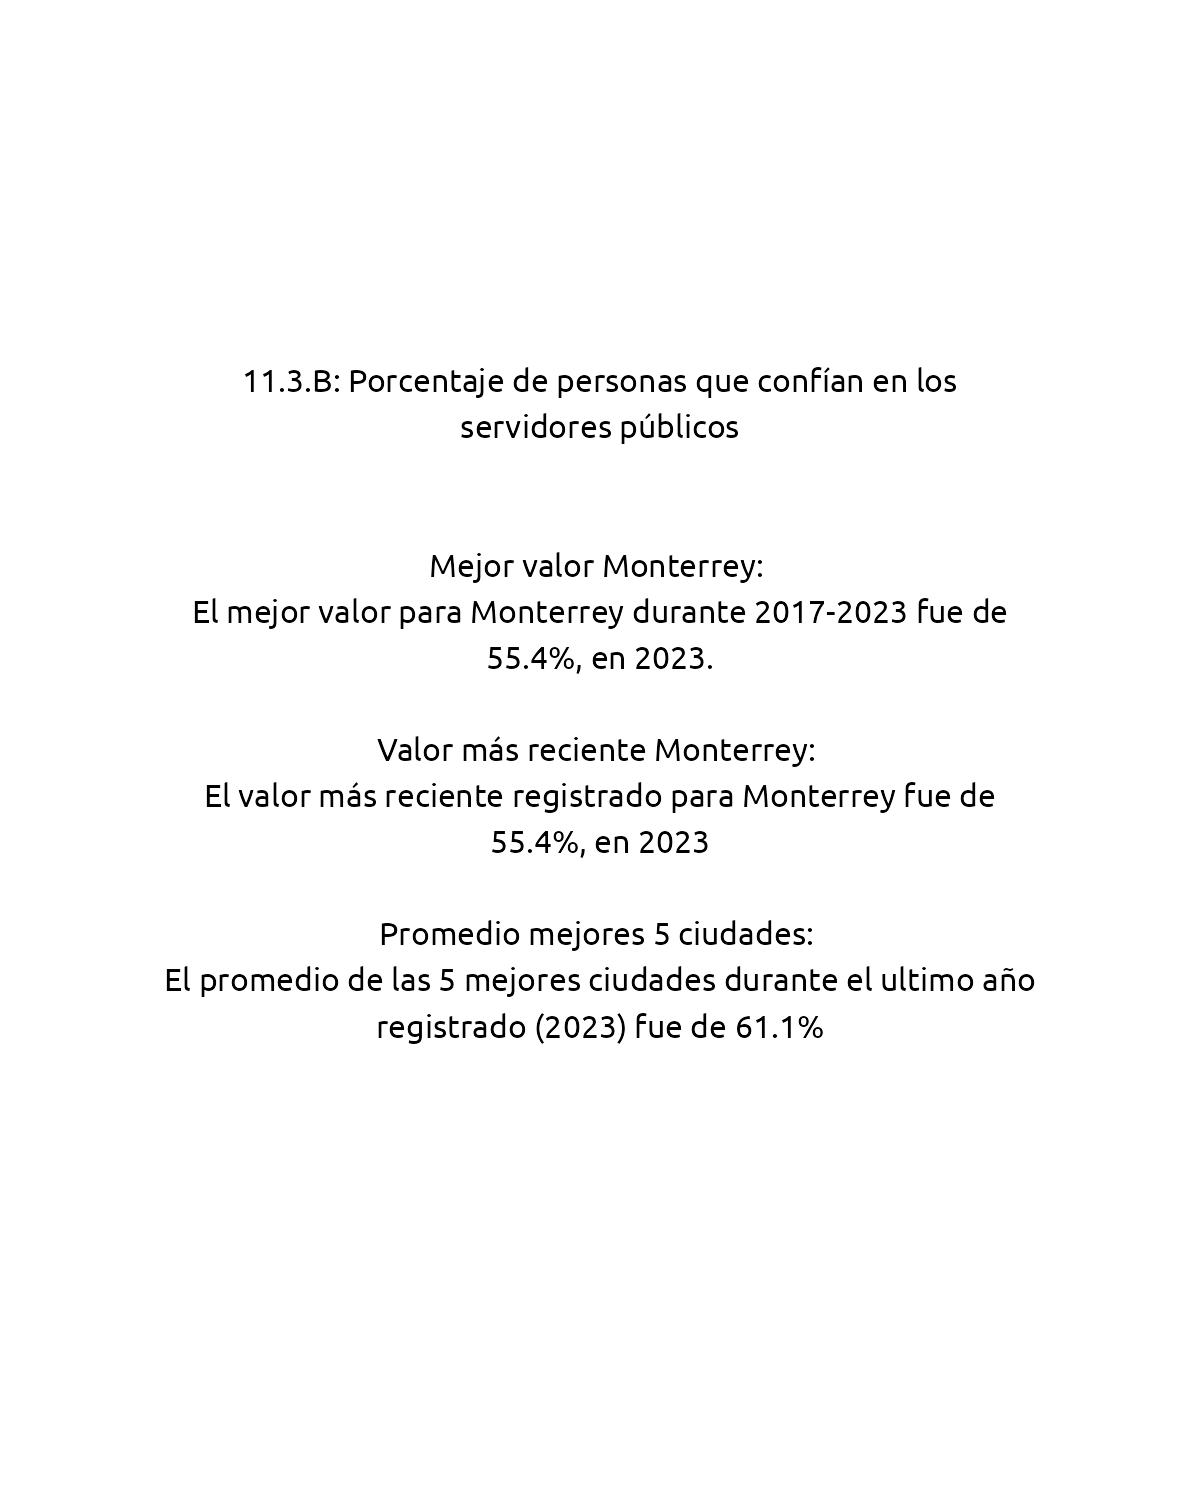 11.3.B: Porcentaje de personas que confían en los
servidores públicos
Mejor valor Monterrey:
El mejor valor para Monterrey durante 2017-2023 fue de
55.4%, en 2023.
Valor más reciente Monterrey:
El valor más reciente registrado para Monterrey fue de
55.4%, en 2023
Promedio mejores 5 ciudades:
El promedio de las 5 mejores ciudades durante el ultimo año
registrado (2023) fue de 61.1%